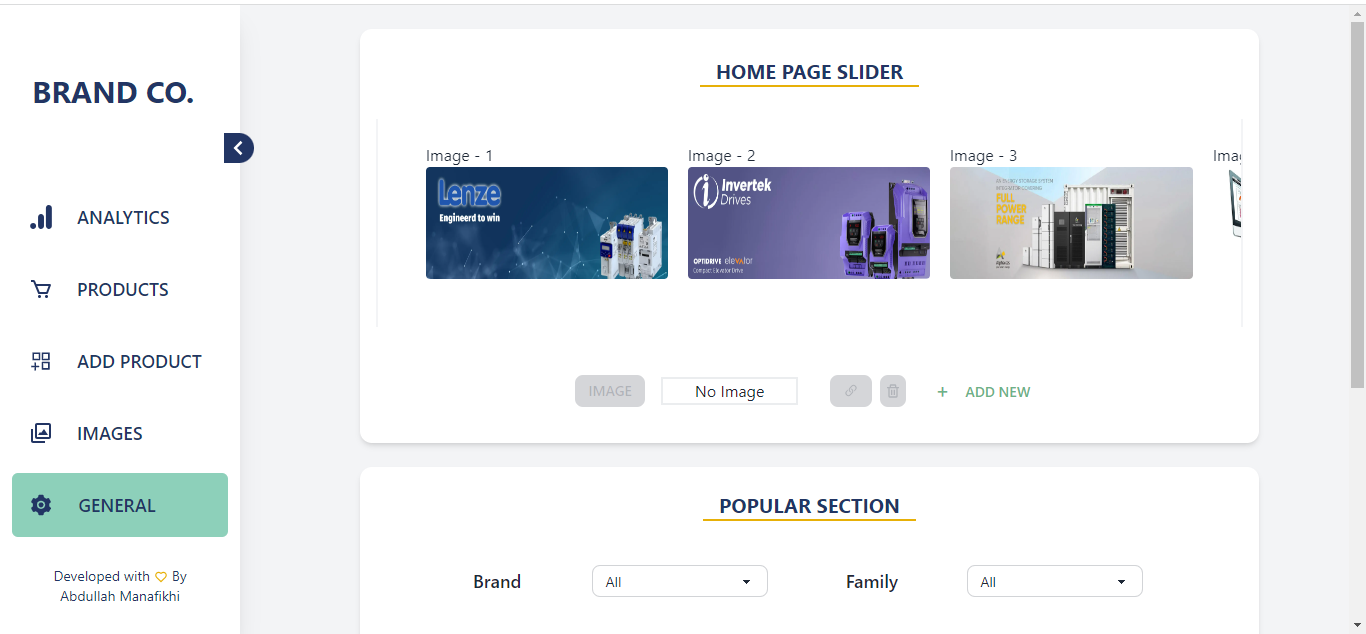 BRAND CO.
ANALYTICS
PRODUCTS
ADD PRODUCT
IMAGES
GENERAL
Developed with By
Abdullah Manafikhi
HOME PAGE SLIDER
Image - 1
Image - 2
Image - 3
Lenze
Engineerd to win
Invertek
Drives
OPTIDRIVE elevator
Compact Elevator Drive
FULL
POWER
RANGE
IMAGE
No Image
+ ADD NEW
POPULAR SECTION
Brand
All
Family
All